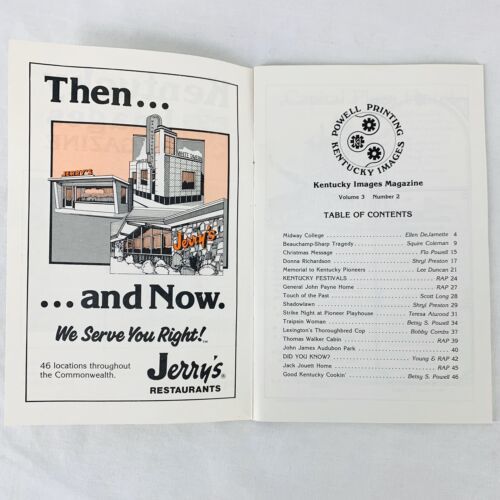 Then...
JERRY'S
Jerry's
...and Now.
We Serve You Right!™
46 locations throughout
the Commonwealth.
Jerry's®
RESTAURANTS
POWELL PRINTING
KENTUCKY IMAGES
Kentucky Images Magazine
Volume 3 Number 2
TABLE OF CONTENTS
Midway College Ellen DeJarnette 4
Beauchamp-Sharp Tragedy Squire Coleman 9
Christmas Message Flo Powell 15
Donna Richardson Shryl Preston 17
Memorial to Kentucky Pioneers Lee Duncan 21
KENTUCKY FESTIVALS RAP 24
General John Payne Home RAP 27
Touch of the Past Scott Long 28
Shadowlawn Shryl Preston 29
Strike Night at Pioneer Playhouse Teresa Atwood 31
Traipsin Woman Betsy S. Powell 34
Lexington's Thoroughbred Cop Bobby Combs 37
Thomas Walker Cabin RAP 39
John James Audubon Park 40
DID YOU KNOW? Young & RAP 42
Jack Jouett Home RAP 45
Good Kentucky Cookin' Betsy S. Powell 46